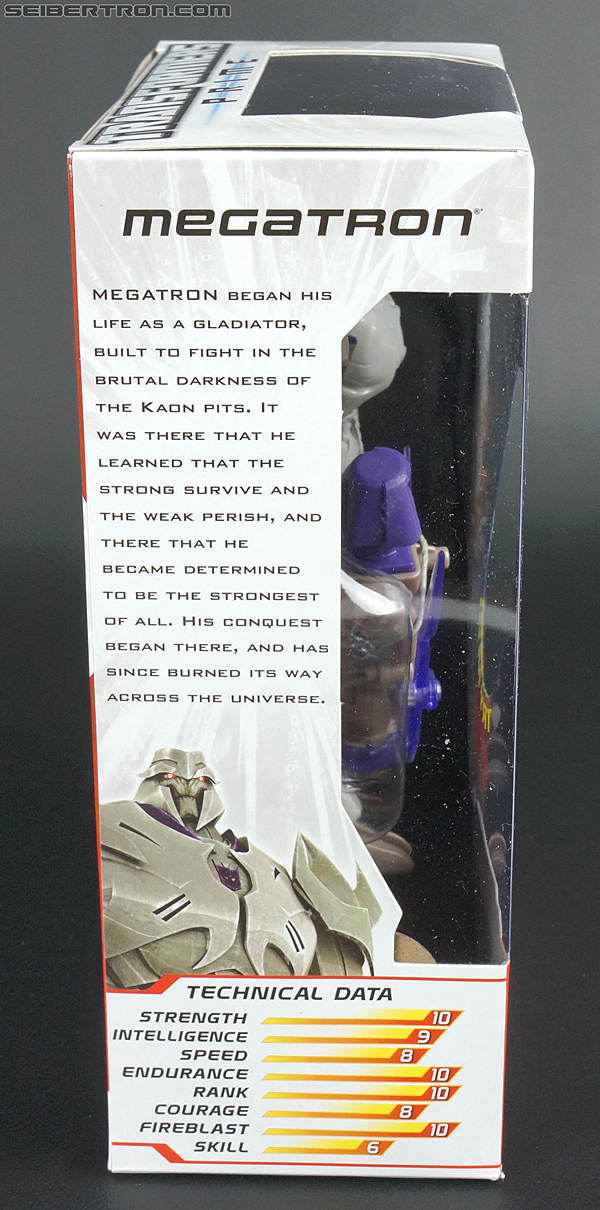 SEIBERTRON.COM
TRANSFORMERS
PRIME
MEGATRON®
MEGATRON BEGAN HIS
LIFE AS A GLADIATOR,
BUILT TO FIGHT IN THE
BRUTAL DARKNESS OF
THE KAON PITS. IT
WAS THERE THAT HE
LEARNED THAT THE
STRONG SURVIVE AND
THE WEAK PERISH, AND
THERE THAT HE
BECAME DETERMINED
TO BE THE STRONGEST
OF ALL. HIS CONQUEST
BEGAN THERE, AND HAS
SINCE BURNED ITS WAY
ACROSS THE UNIVERSE.
TECHNICAL DATA
STRENGTH 10
INTELLIGENCE 9
SPEED 8
ENDURANCE 10
RANK 10
COURAGE 8
FIREBLAST 10
SKILL 6